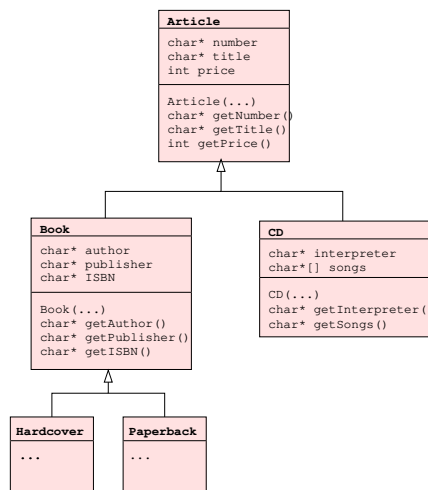 Article
char* number
char* title
int price
Article(...)
char* getNumber()
char* getTitle()
int getPrice()
Book
char* author
char* publisher
char* ISBN
Book(...)
char* getAuthor()
char* getPublisher()
char* getISBN()
CD
char* interpreter
char*[] songs
CD(...)
char* getInterpreter(
char* getSongs()
Hardcover
...
Paperback
...